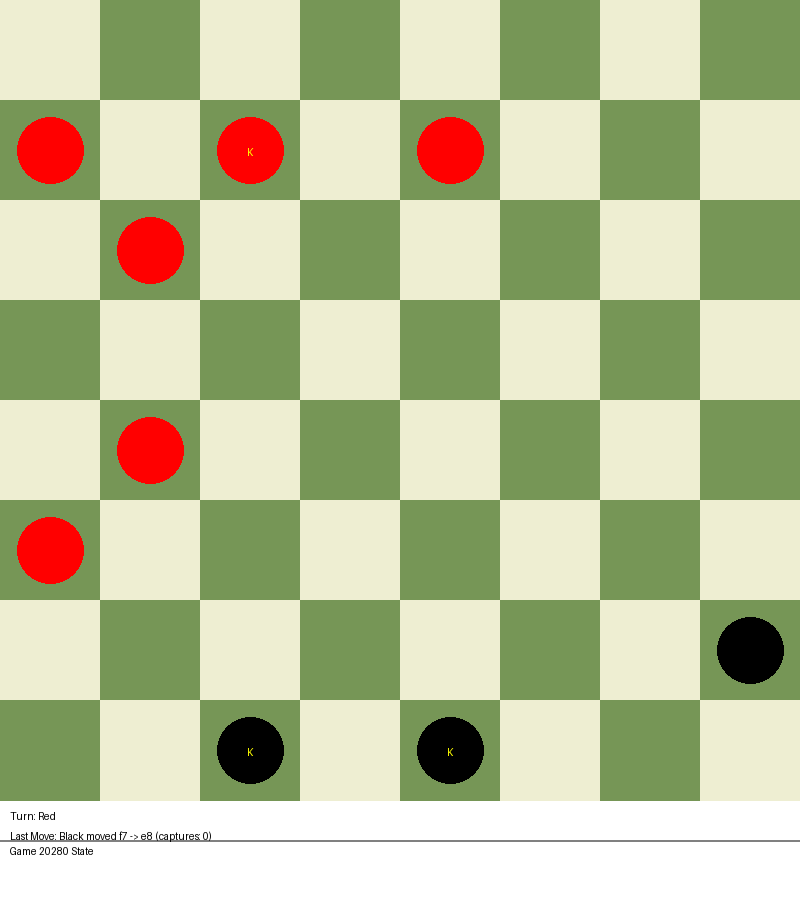 K
K K
Turn: Red
Last Move: Black moved f7 -> e8 (captures: 0)
Game 20280 State